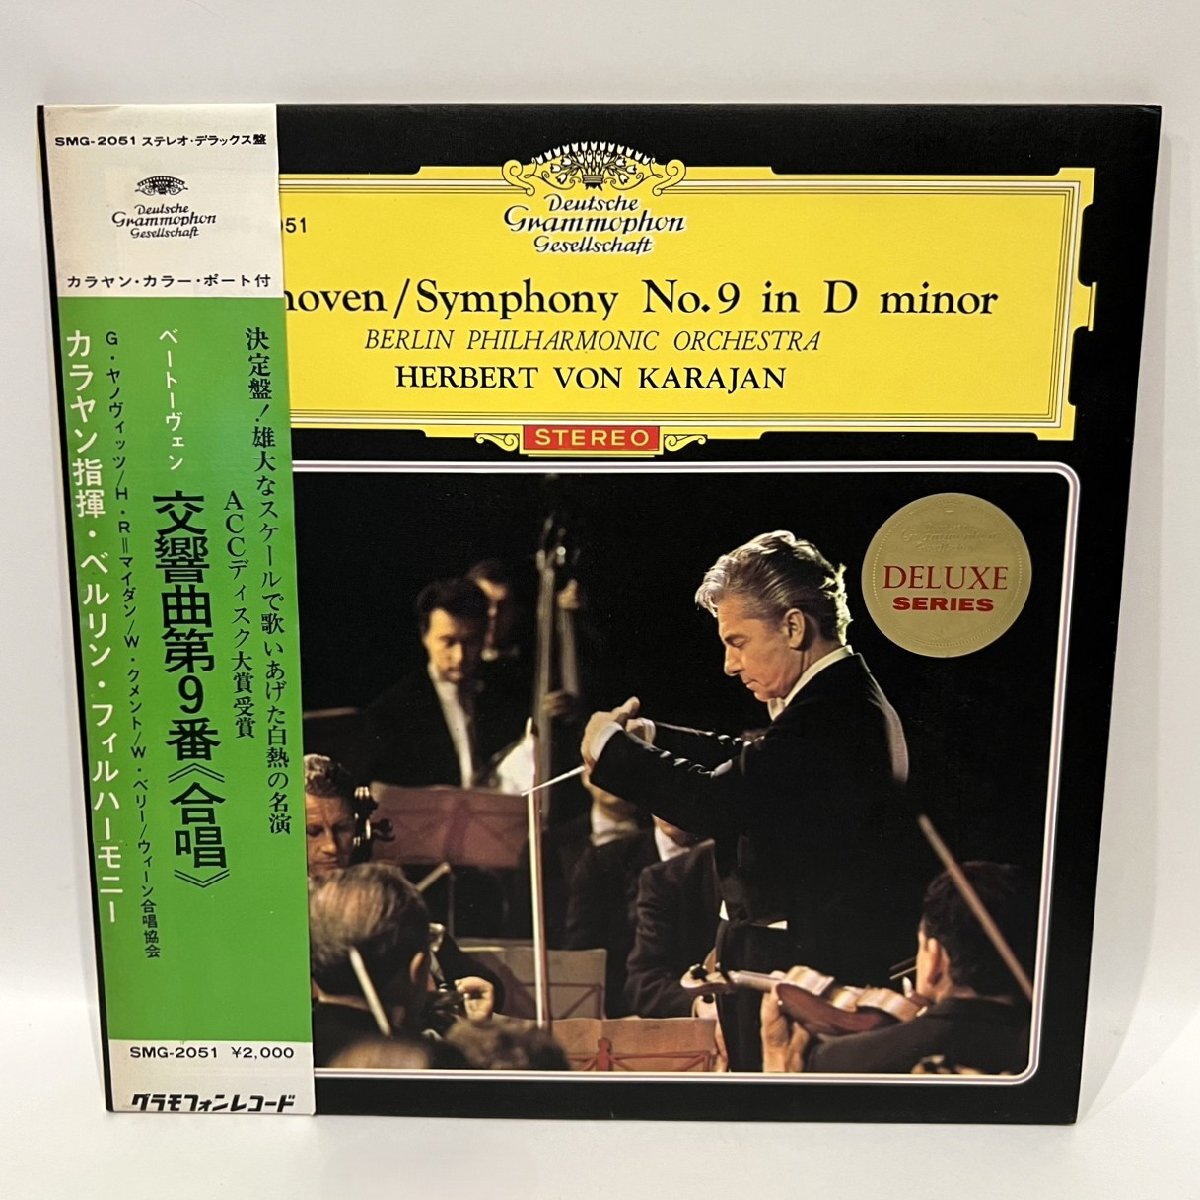 SMG-2051 ステレオ・デラックス盤
Deutsche
Grammophon
Gesellschaft
カラヤン・カラー・ポート付
決定盤！雄大なスケールで歌いあげた白熱の名演
ACCディスク大賞受賞
ベートーヴェン
交響曲第9番《合唱》
G・ヤノヴィッツ/H・R=マイダン/W・クメント/W・ベリー/ウィーン合唱協会
カラヤン指揮・ベルリン・フィルハーモニー
SMG-2051 ¥2,000
グラモフォンレコード
051
Deutsche
Grammophon
Gesellschaft
hoven/Symphony No.9 in D minor
BERLIN PHILHARMONIC ORCHESTRA
HERBERT VON KARAJAN
STEREO
DELUXE
SERIES